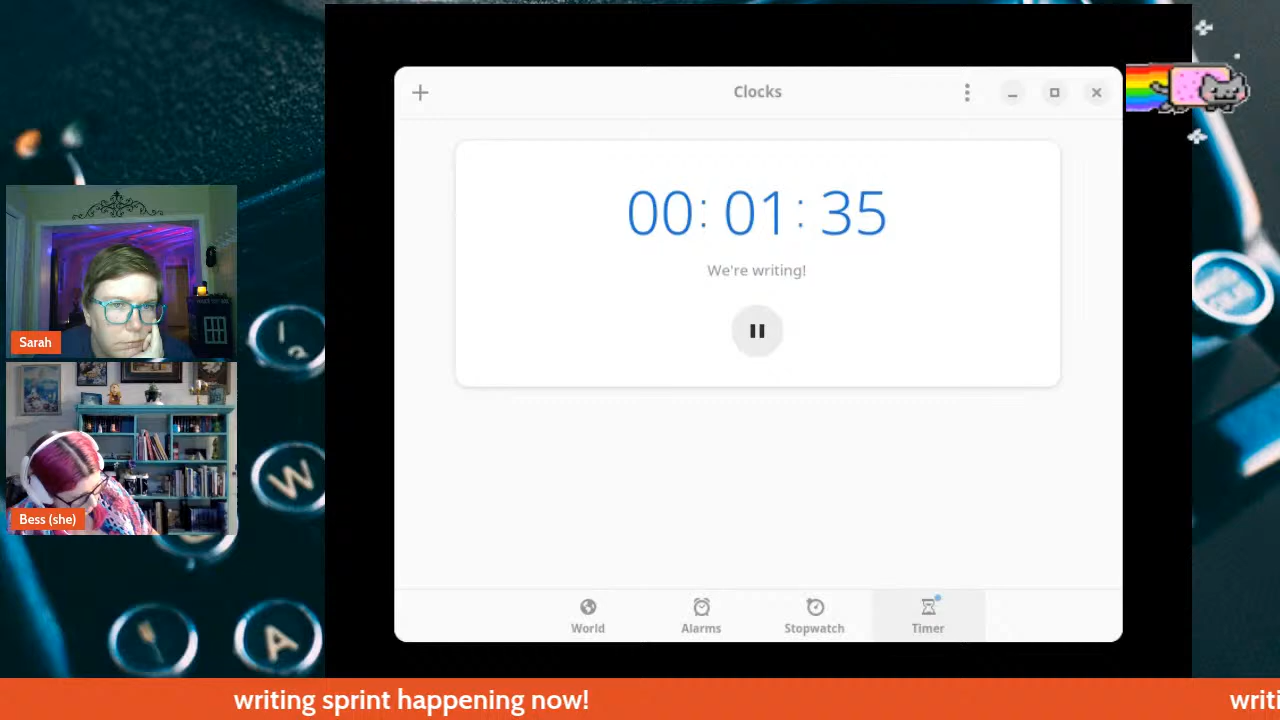 Clocks
00:01:35
We're writing!
Sarah
Bess (she)
I
W
A
World
Alarms
Stopwatch
Timer
writing sprint happening now!
writi